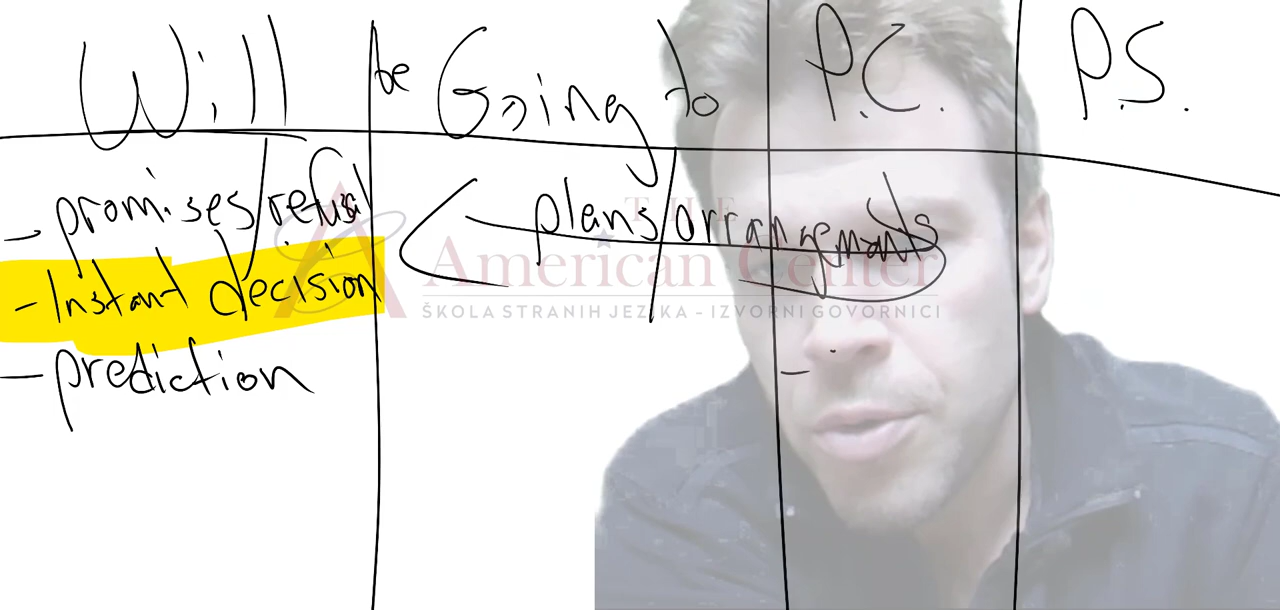 Will be Going to P.C. P.S.
- promises/refusal
plans/arrangements
- Instant decision
- prediction
THE
American Center
ŠKOLA STRANIH JEZIKA - IZVORNI GOVORNICI